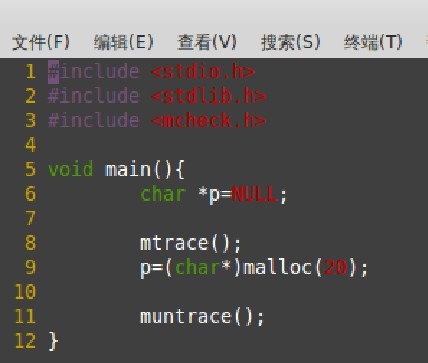 文件(F) 编辑(E) 查看(V) 搜索(S) 终端(T)
1 #include <stdio.h>
2 #include <stdlib.h>
3 #include <mcheck.h>
4
5 void main(){
6         char *p=NULL;
7
8         mtrace();
9         p=(char*)malloc(20);
10
11         muntrace();
12 }